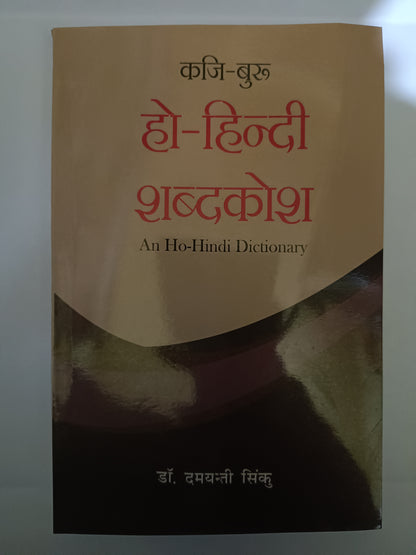 कजि-बुरू
हो-हिन्दी
शब्दकोश
An Ho-Hindi Dictionary
डॉ. दमयन्ती सिंकु